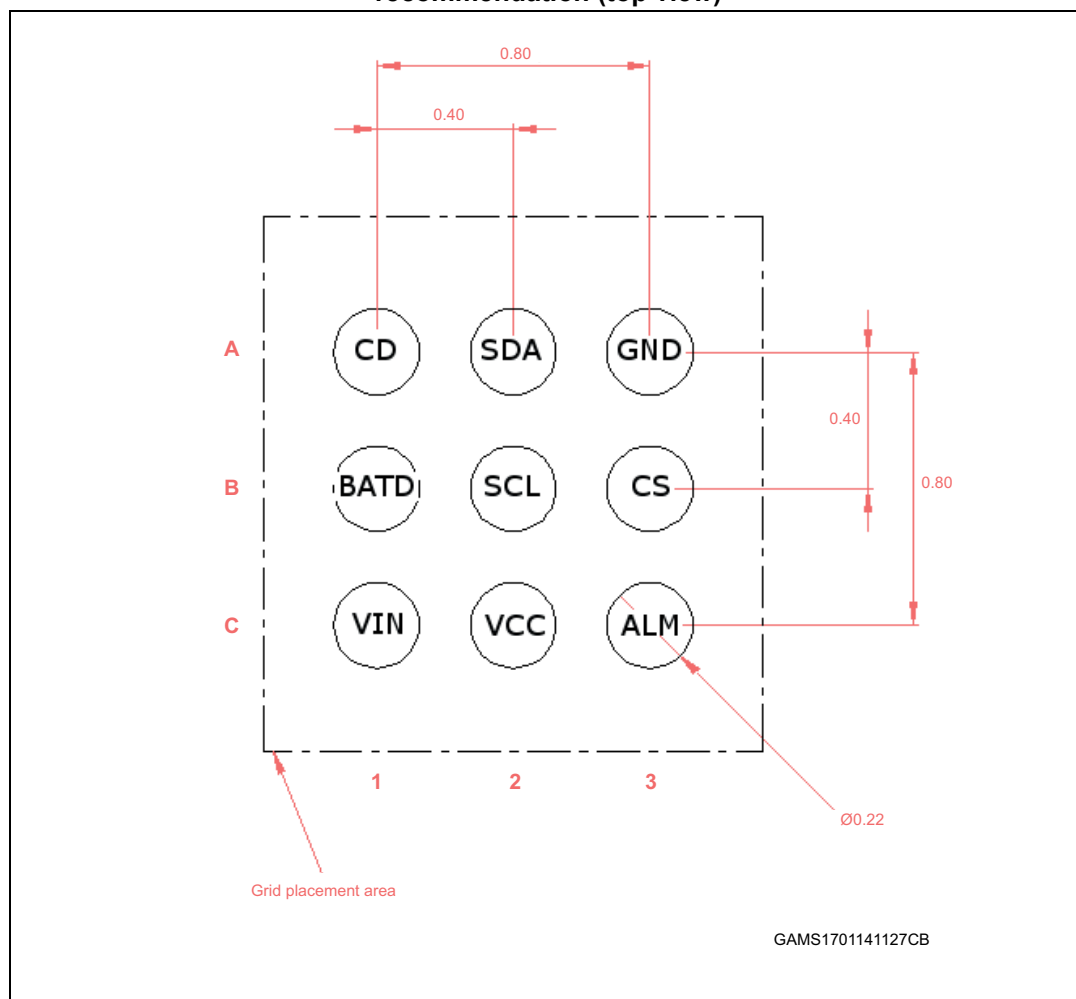 recommendation (top view)
0.80
0.40
A CD SDA GND
0.40
B BATD SCL CS
0.80
C VIN VCC ALM
1 2 3
Ø0.22
Grid placement area
GAMS1701141127CB